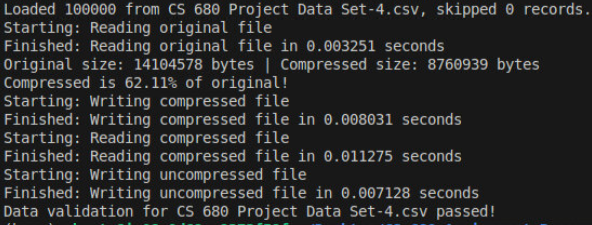 Loaded 100000 from CS 680 Project Data Set-4.csv, skipped 0 records.
Starting: Reading original file
Finished: Reading original file in 0.003251 seconds
Original size: 14104578 bytes | Compressed size: 8760939 bytes
Compressed is 62.11% of original!
Starting: Writing compressed file
Finished: Writing compressed file in 0.008031 seconds
Starting: Reading compressed file
Finished: Reading compressed file in 0.011275 seconds
Starting: Writing uncompressed file
Finished: Writing uncompressed file in 0.007128 seconds
Data validation for CS 680 Project Data Set-4.csv passed!